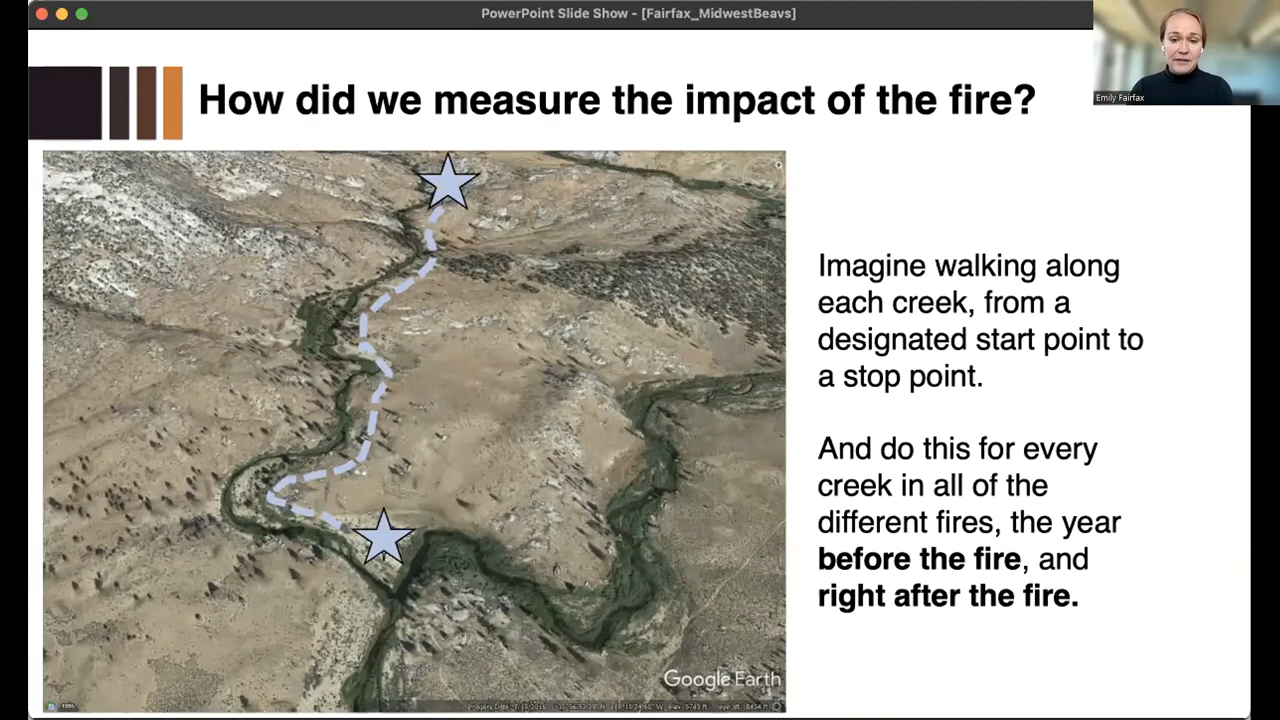 PowerPoint Slide Show - [Fairfax_MidwestBeavs]
Emily Fairfax
How did we measure the impact of the fire?
Imagine walking along
each creek, from a
designated start point to
a stop point.
And do this for every
creek in all of the
different fires, the year
before the fire, and
right after the fire.
Google Earth
1995